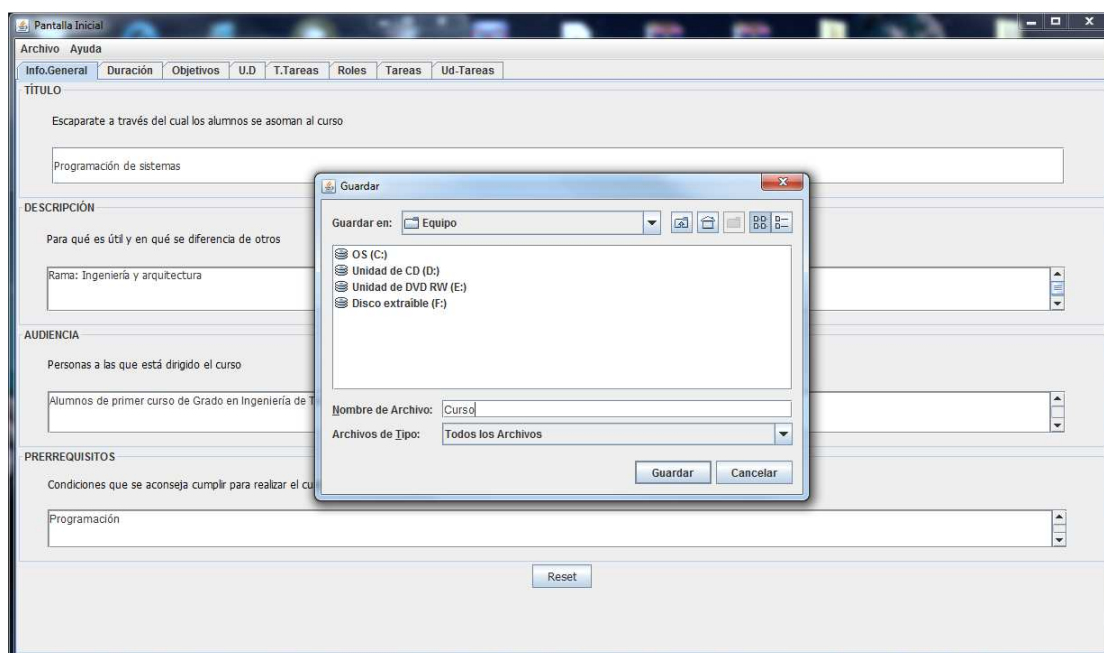 Pantalla Inicial
Archivo Ayuda
Info.General Duración Objetivos U.D T.Tareas Roles Tareas Ud-Tareas
TÍTULO
Escaparate a través del cual los alumnos se asoman al curso
Programación de sistemas
DESCRIPCIÓN
Para qué es útil y en qué se diferencia de otros
Rama: Ingeniería y arquitectura
AUDIENCIA
Personas a las que está dirigido el curso
Alumnos de primer curso de Grado en Ingeniería de T
PRERREQUISITOS
Condiciones que se aconseja cumplir para realizar el cu
Programación
Reset
Guardar
Guardar en: Equipo
OS (C:)
Unidad de CD (D:)
Unidad de DVD RW (E:)
Disco extraíble (F:)
Nombre de Archivo: Curso
Archivos de Tipo: Todos los Archivos
Guardar Cancelar